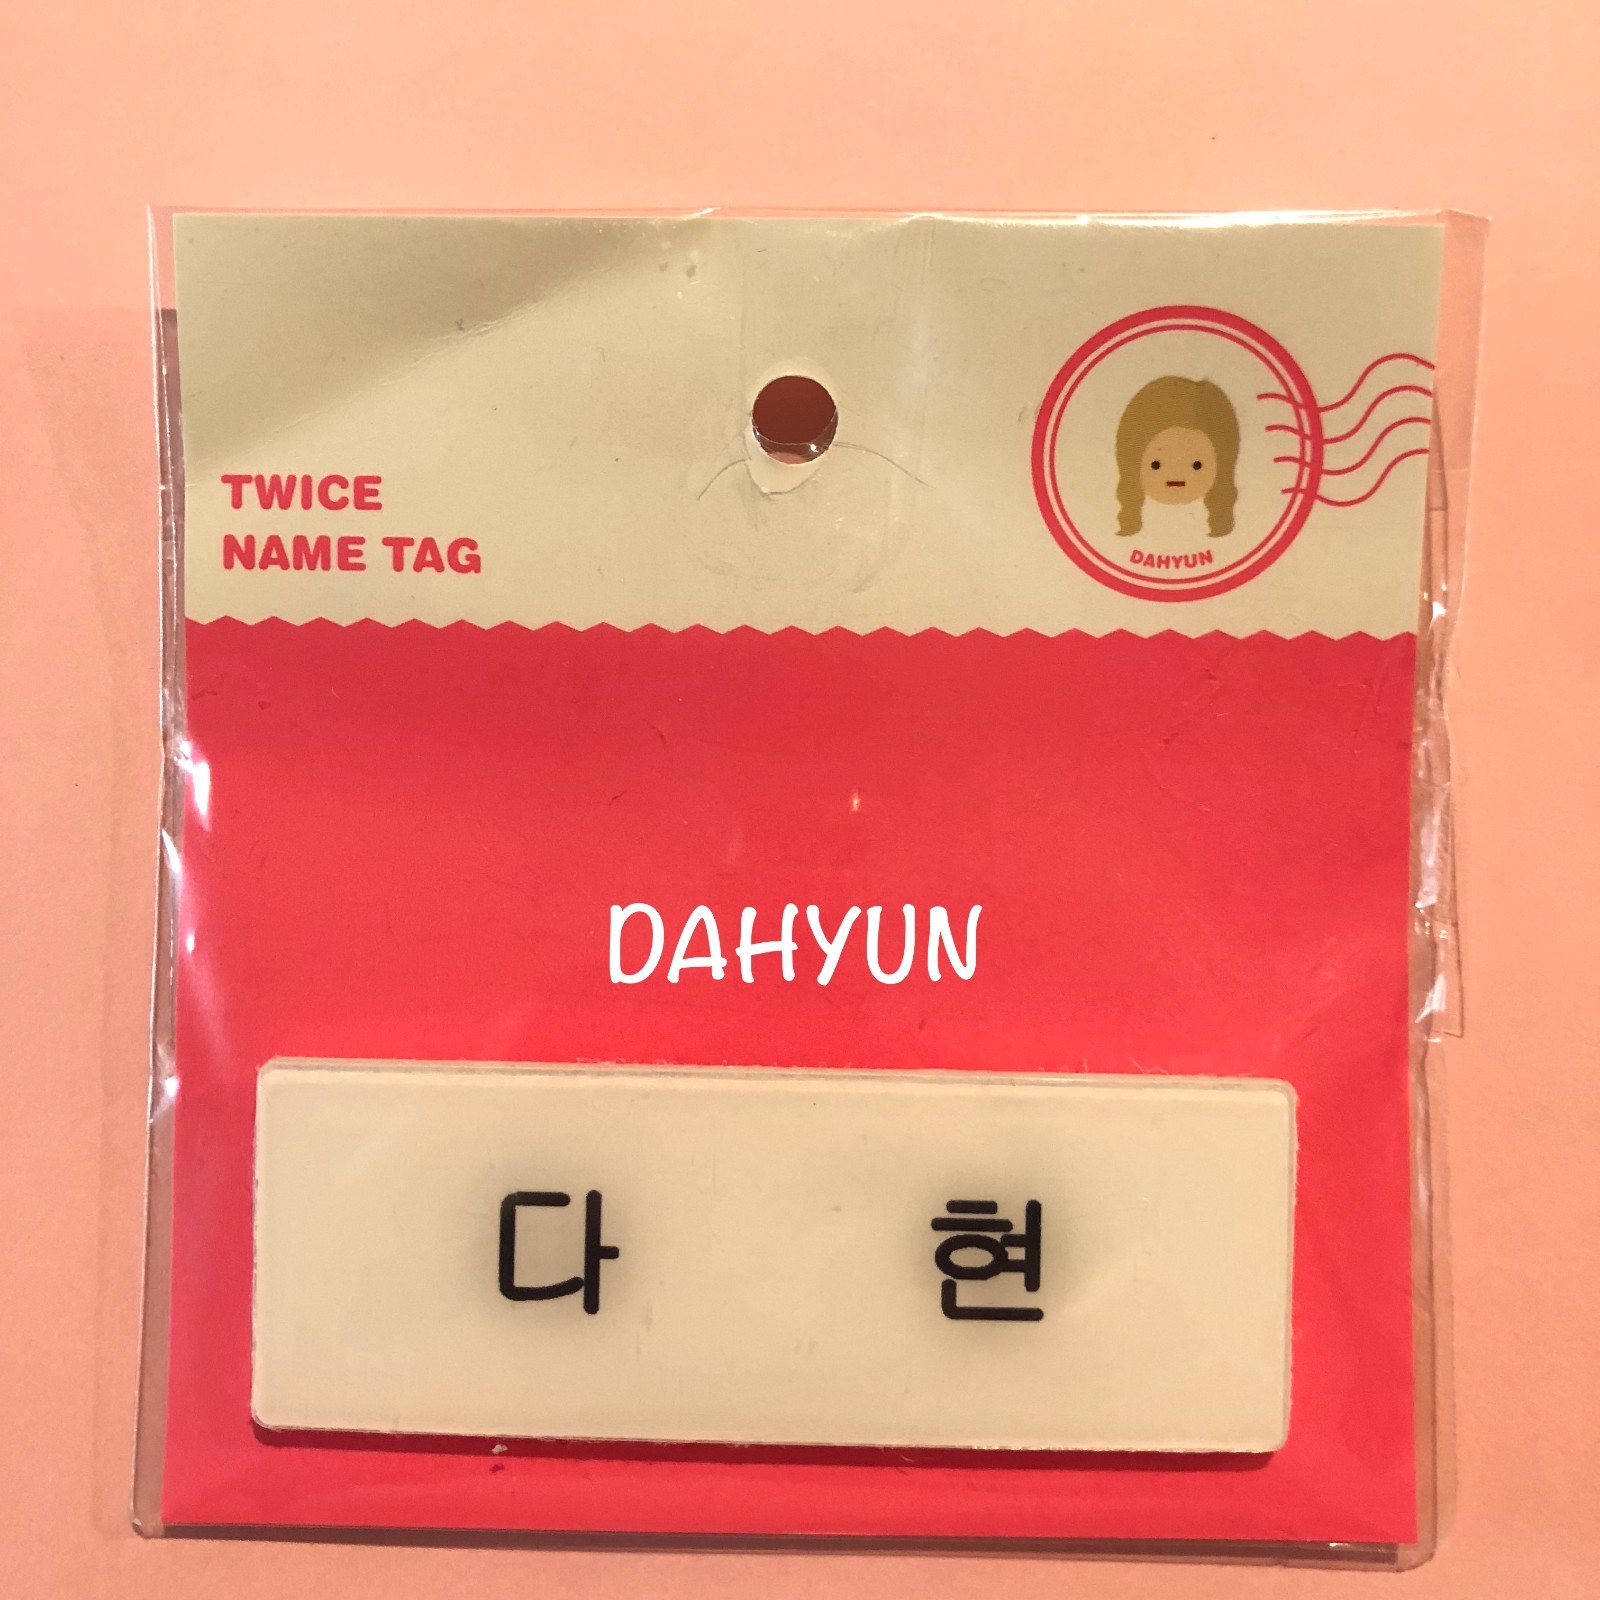 TWICE
NAME TAG
DAHYUN
DAHYUN
다 현